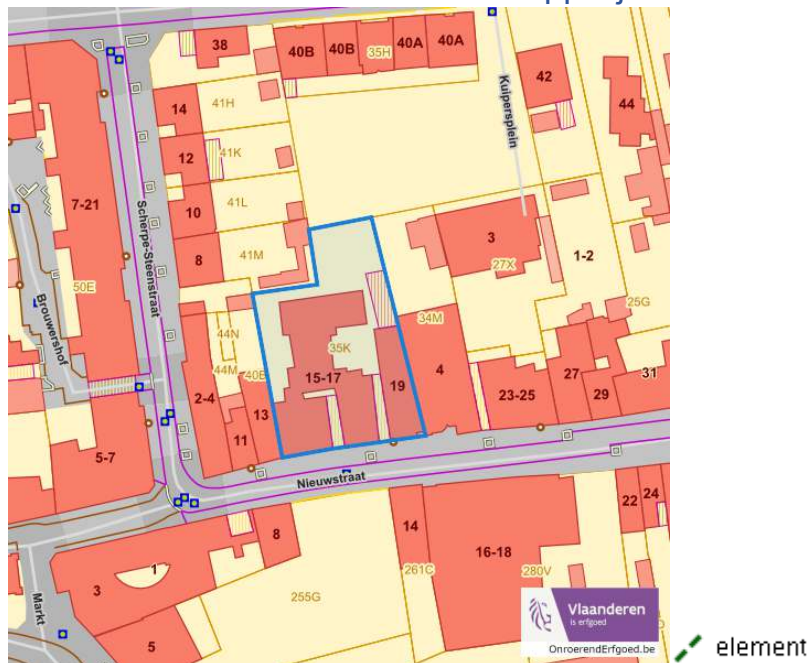 38
40B
40B
35H
40A
40A
42
44
Kuipersplein
14
41H
12
41K
7-21
Scherpe-Steenstraat
10
41L
8
41M
3
27X
1-2
50E
Brouwershof
25G
44N
44M
40B
35K
34M
2-4
15-17
19
4
23-25
27
29
31
13
11
5-7
Nieuwstraat
22
24
8
14
16-18
1
3
261C
280V
255G
Markt
5
Vlaanderen
is erfgoed
OnroerendErfgoed.be
element